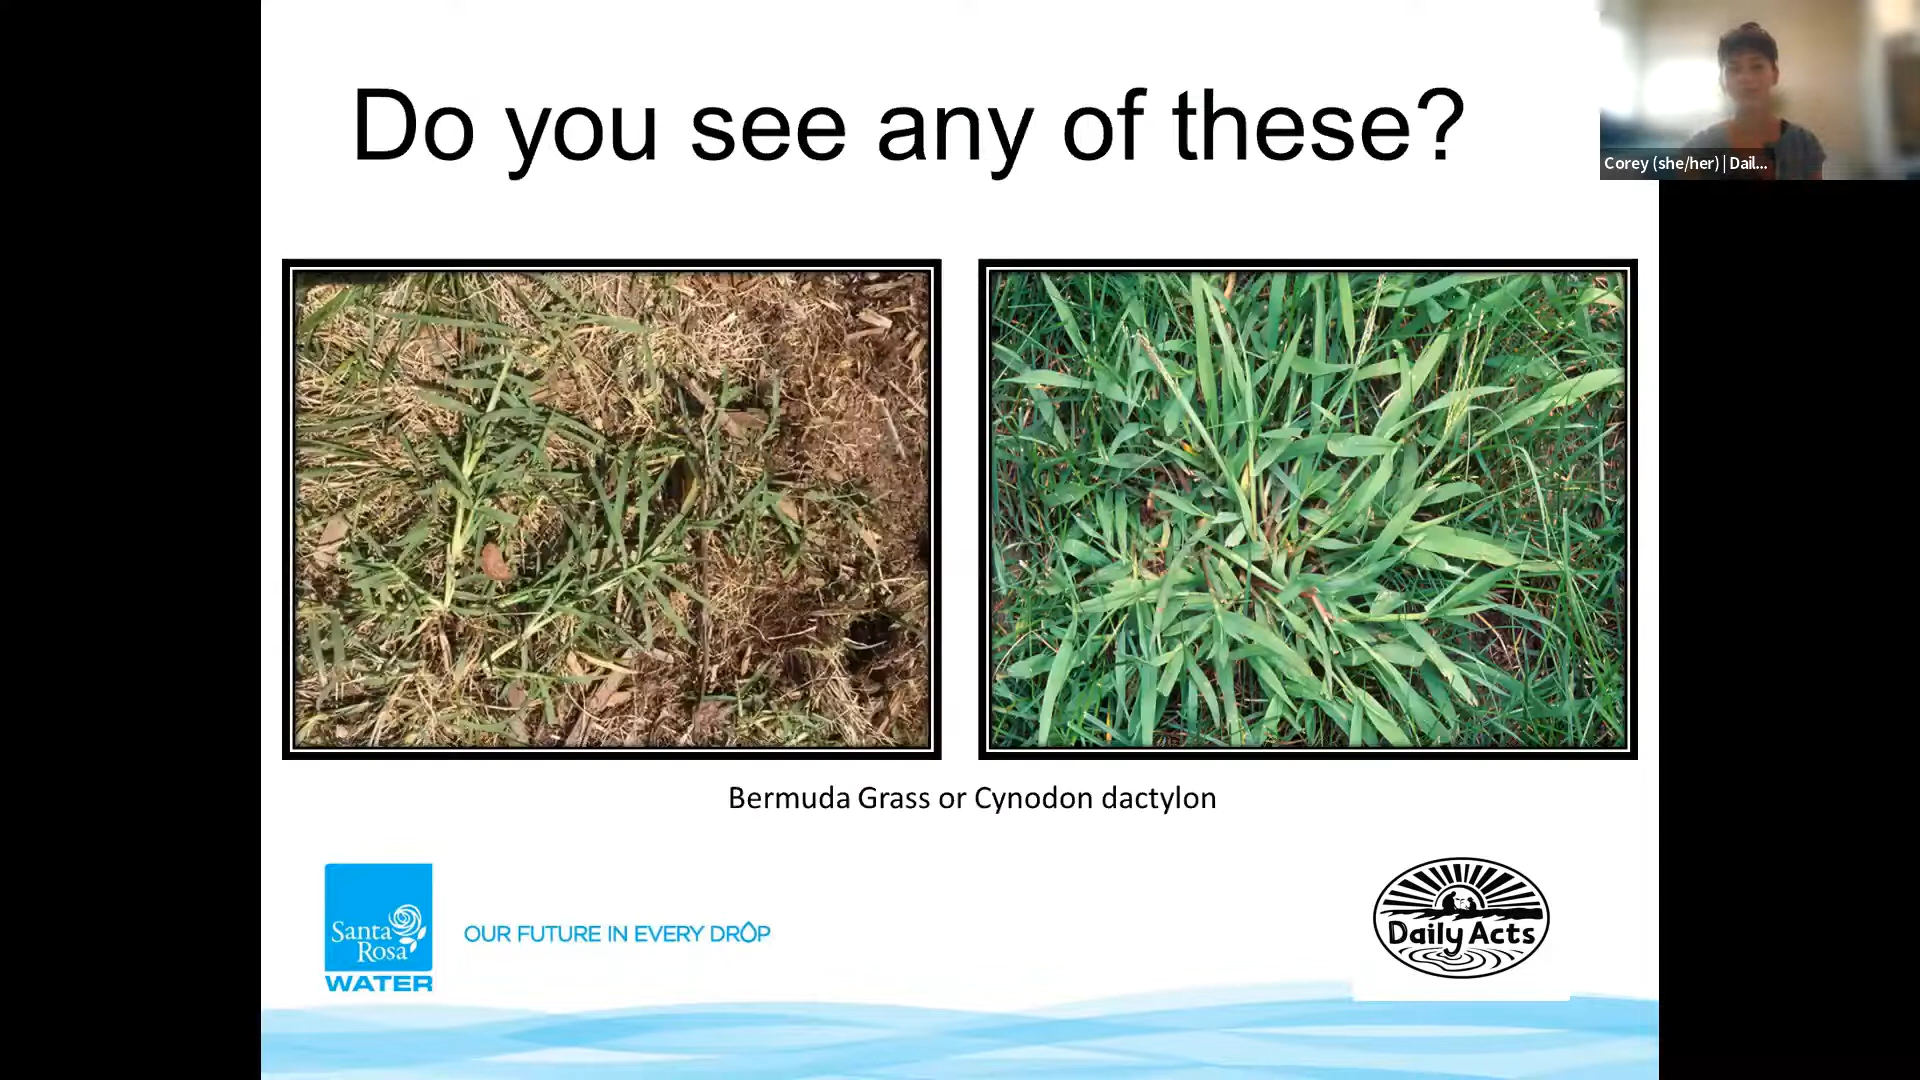 Do you see any of these?
Corey (she/her) | Dail...
Bermuda Grass or Cynodon dactylon
Santa
Rosa
WATER
OUR FUTURE IN EVERY DROP
Daily Acts